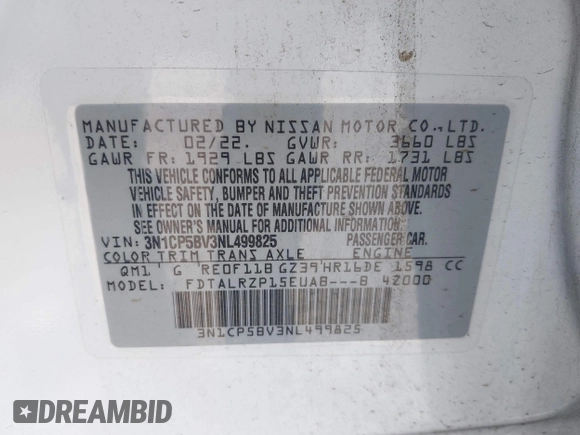 MANUFACTURED BY NISSAN MOTOR CO.,LTD.
DATE: 02/22. GVWR: 3660 LBS
GAWR FR: 1929 LBS GAWR RR: 1731 LBS
THIS VEHICLE CONFORMS TO ALL APPLICABLE FEDERAL MOTOR
VEHICLE SAFETY, BUMPER AND THEFT PREVENTION STANDARDS
IN EFFECT ON THE DATE OF MANUFACTURE SHOWN ABOVE.
SEE OWNER'S MANUAL FOR ADDITIONAL INFORMATION
VIN: 3N1CP5BV3NL499825 PASSENGER CAR.
COLOR TRIM TRANS AXLE ENGINE
QM1 G RE0F11B GZ39 HR16DE 1598 CC
MODEL: FDTALRZP15EUAB---B 42000
3N1CP5BV3NL499825
DREAMBID